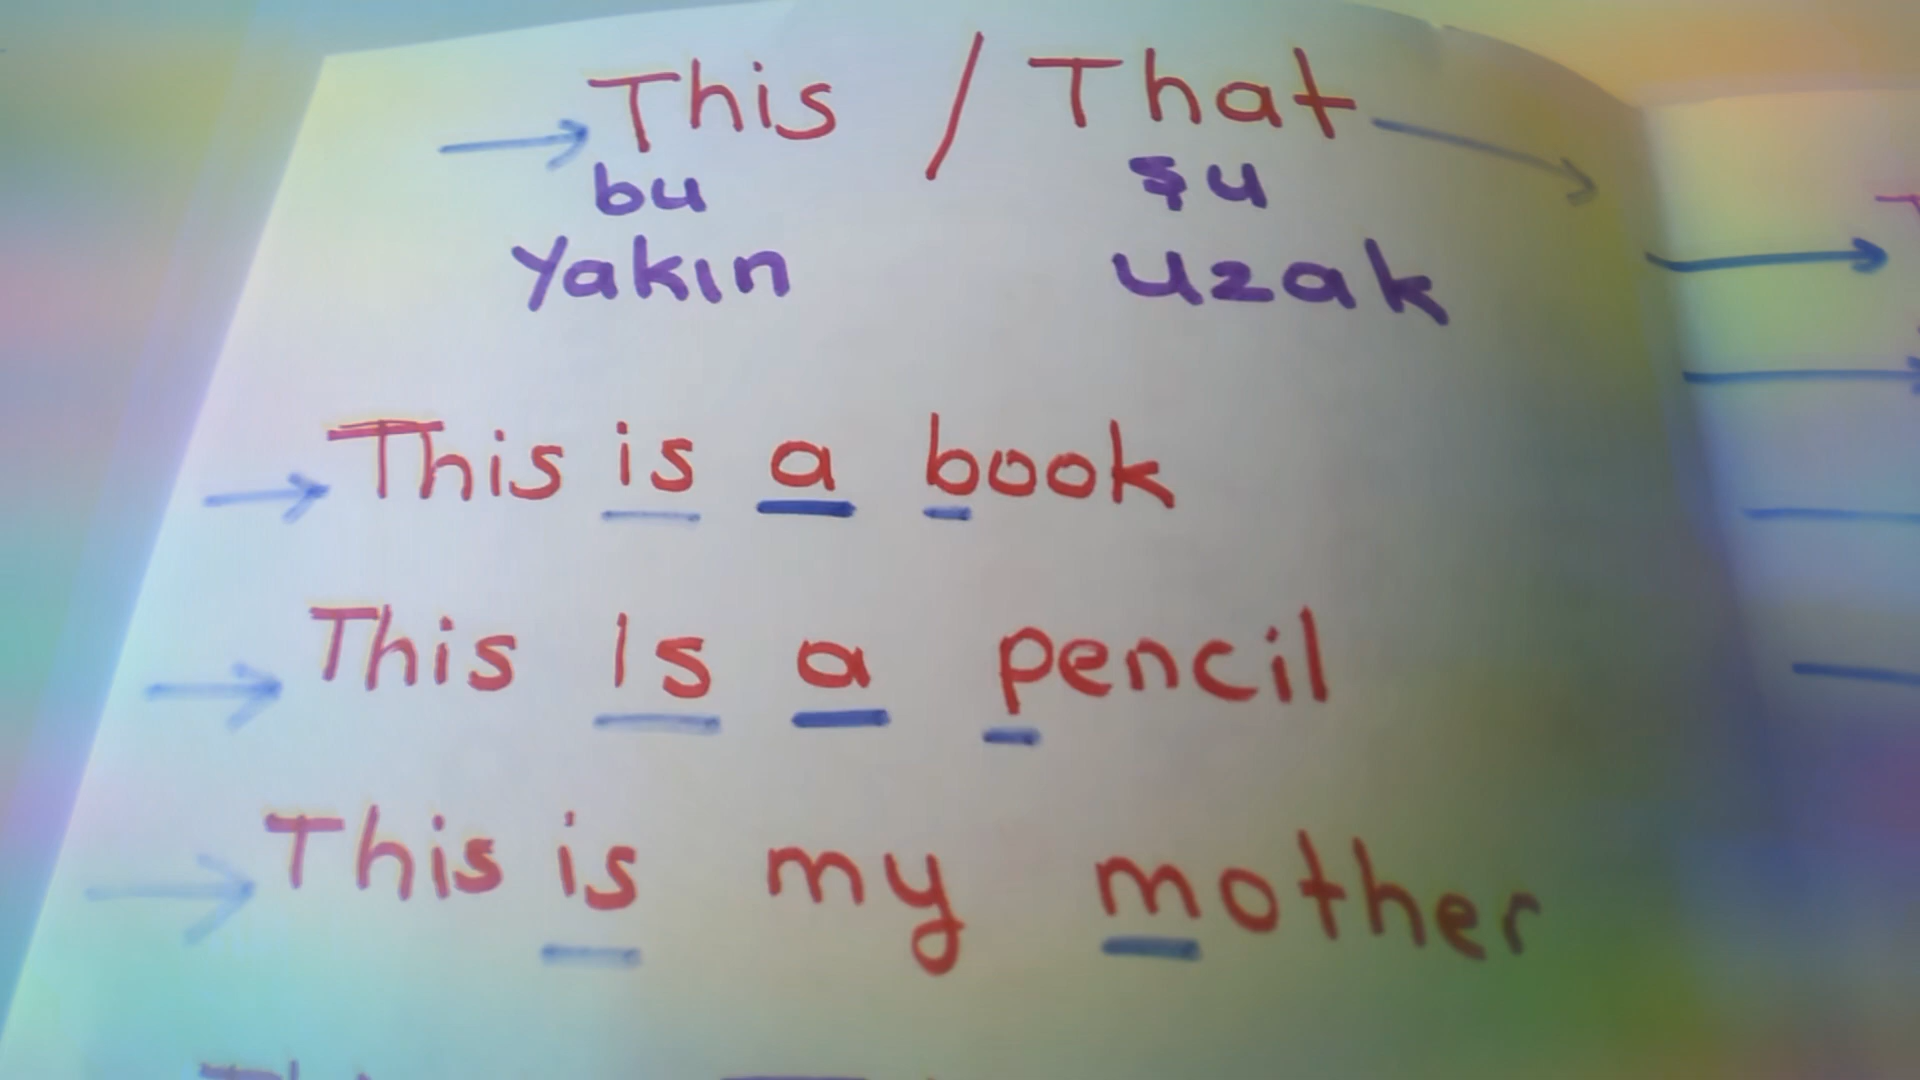 This / That
bu şu
Yakın Uzak
This is a book
This Is a pencil
This is my mother